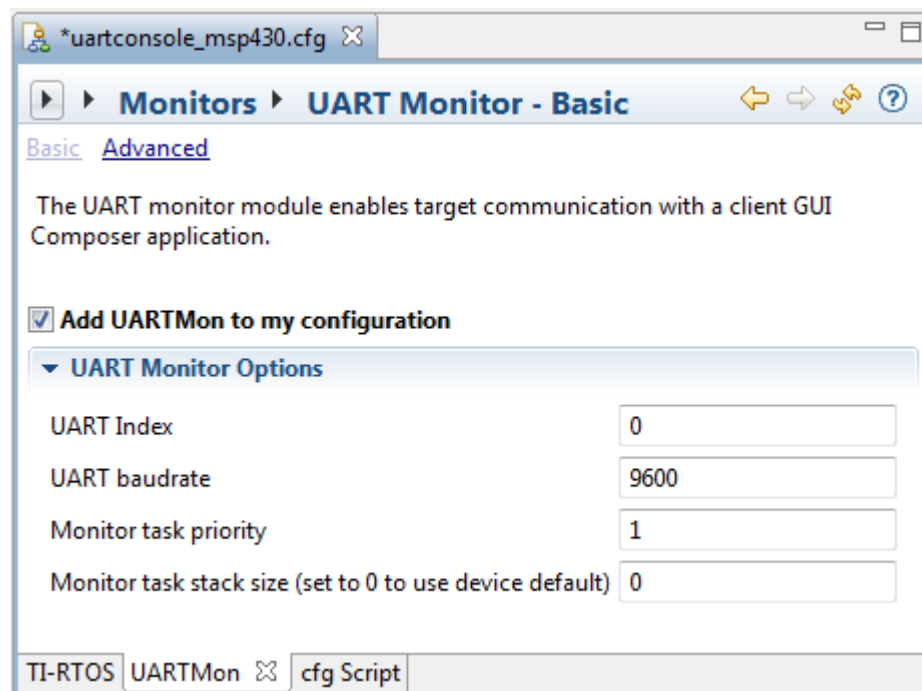 *uartconsole_msp430.cfg
Monitors UART Monitor - Basic
Basic Advanced
The UART monitor module enables target communication with a client GUI
Composer application.
Add UARTMon to my configuration
UART Monitor Options
UART Index 0
UART baudrate 9600
Monitor task priority 1
Monitor task stack size (set to 0 to use device default) 0
TI-RTOS UARTMon cfg Script